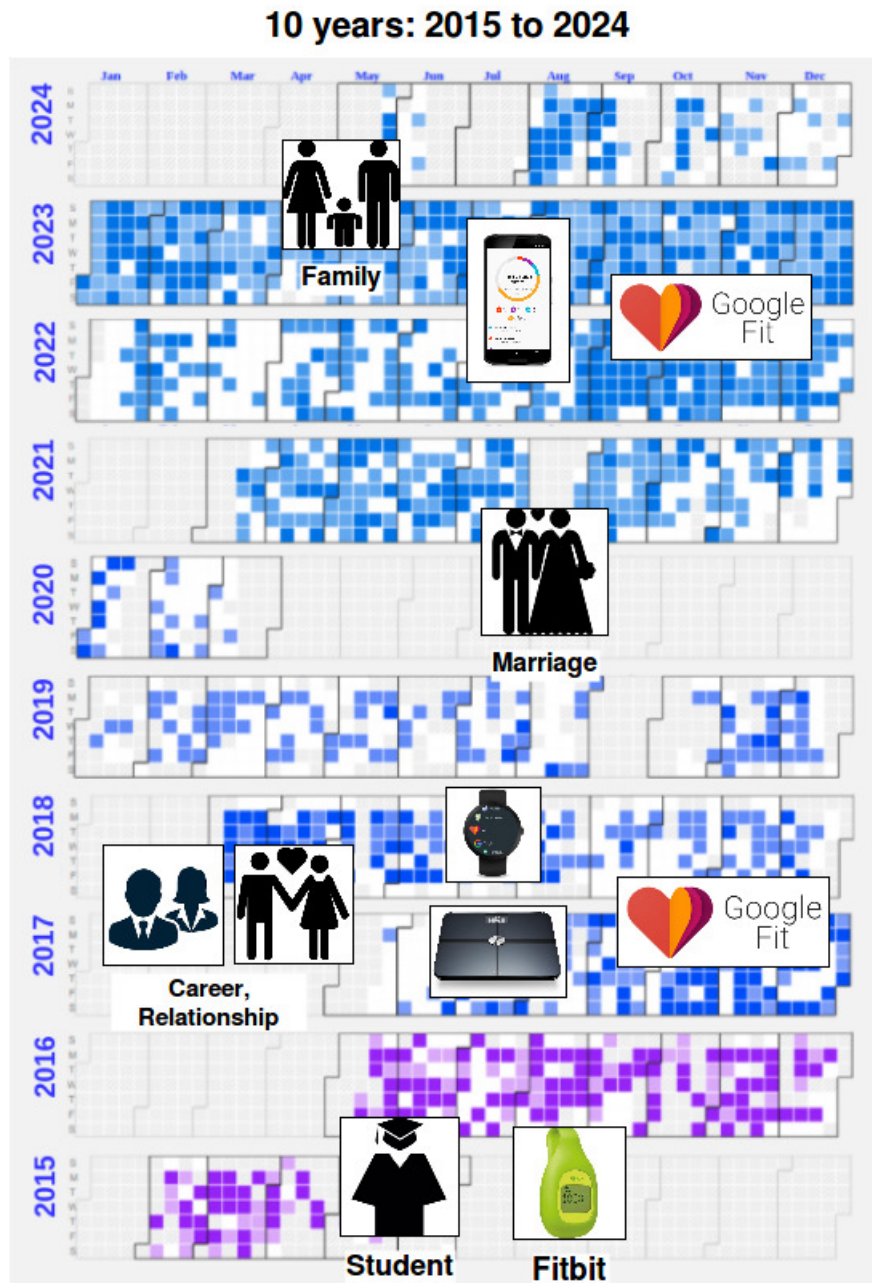 10 years: 2015 to 2024
Jan Feb Mar Apr May Jun Jul Aug Sep Oct Nov Dec
2024
S
M
T
W
T
F
S
Family
2023
S
M
T
W
T
F
S
Google
Fit
2022
S
M
T
W
T
F
S
2021
S
M
T
W
T
F
S
2020
S
M
T
W
T
F
S
Marriage
2019
S
M
T
W
T
F
S
2018
S
M
T
W
T
F
S
Google
Fit
2017
S
M
T
W
T
F
S
Career,
Relationship
2016
S
M
T
W
T
F
S
2015
S
M
T
W
T
F
S
Student
Fitbit